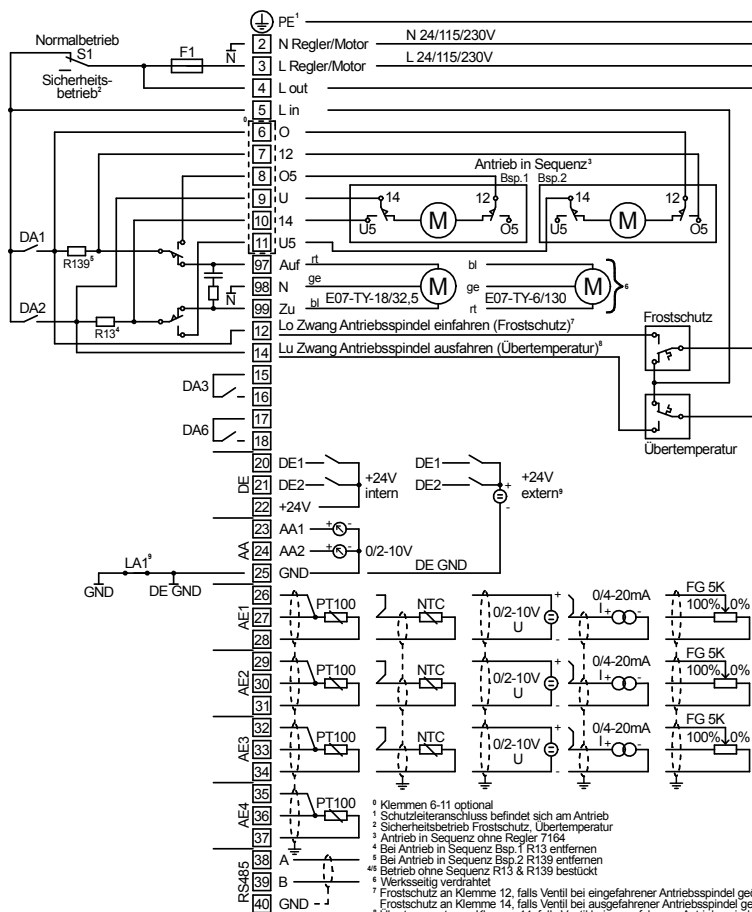 PE¹
Normalbetrieb
S1
F1
Sicherheits-
betrieb²
N
2 N Regler/Motor
N 24/115/230V
3 L Regler/Motor
L 24/115/230V
4 L out
5 L in
0
6 O
7 12
8 O5
9 U
10 14
11 U5
Antrieb in Sequenz³
Bsp.1 Bsp.2
14 M 12
U5 O5
14 M 12
U5 O5
DA1
R139⁵
DA2
R13⁴
97 Auf rt
98 N ge
99 Zu bl
N
E07-TY-18/32,5
M
bl
ge
rt
E07-TY-6/130
M
6
12 Lo Zwang Antriebsspindel einfahren (Frostschutz)⁷
14 Lu Zwang Antriebsspindel ausfahren (Übertemperatur)⁸
Frostschutz
Übertemperatur
DA3
15
16
DA6
17
18
DE
20 DE1
21 DE2
22 +24V
+24V
intern
DE1
DE2
+24V
extern⁹
+
-
AA
23 AA1 + -
24 AA2 + -
25 GND
0/2-10V
DE GND
LA1⁹
GND
DE GND
AE1
26
27
28
PT100
NTC
0/2-10V
U
+
-
0/4-20mA
I + -
FG 5K
100% 0%
AE2
29
30
31
PT100
NTC
0/2-10V
U
+
-
0/4-20mA
I + -
FG 5K
100% 0%
AE3
32
33
34
PT100
NTC
0/2-10V
U
+
-
0/4-20mA
I + -
FG 5K
100% 0%
AE4
35
36
37
PT100
RS485
38 A
39 B
40 GND
⁰ Klemmen 6-11 optional
¹ Schutzleiteranschluss befindet sich am Antrieb
² Sicherheitsbetrieb Frostschutz, Übertemperatur
³ Antrieb in Sequenz ohne Regler 7164
⁴ Bei Antrieb in Sequenz Bsp.1 R13 entfernen
⁵ Bei Antrieb in Sequenz Bsp.2 R139 entfernen
⁴/⁵ Betrieb ohne Sequenz R13 & R139 bestückt
⁶ Werksseitig verdrahtet
⁷ Frostschutz an Klemme 12, falls Ventil bei eingefahrener Antriebsspindel
Frostschutz an Klemme 14, falls Ventil bei ausgefahrener Antriebsspindel